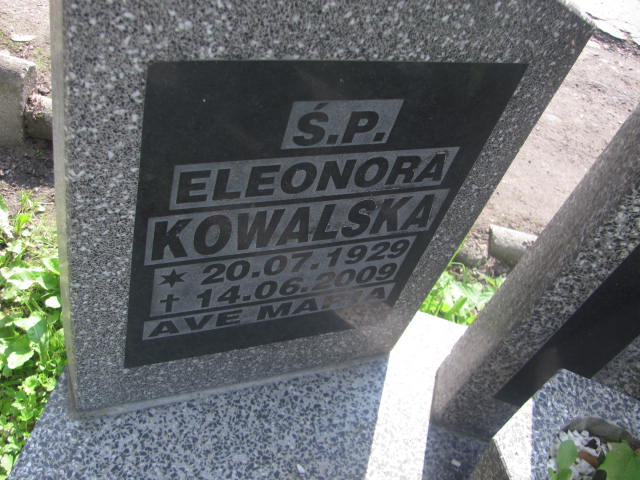 Ś.P.
ELEONORA
KOWALSKA
* 20.07.1929
† 14.06.2009
AVE MARIA